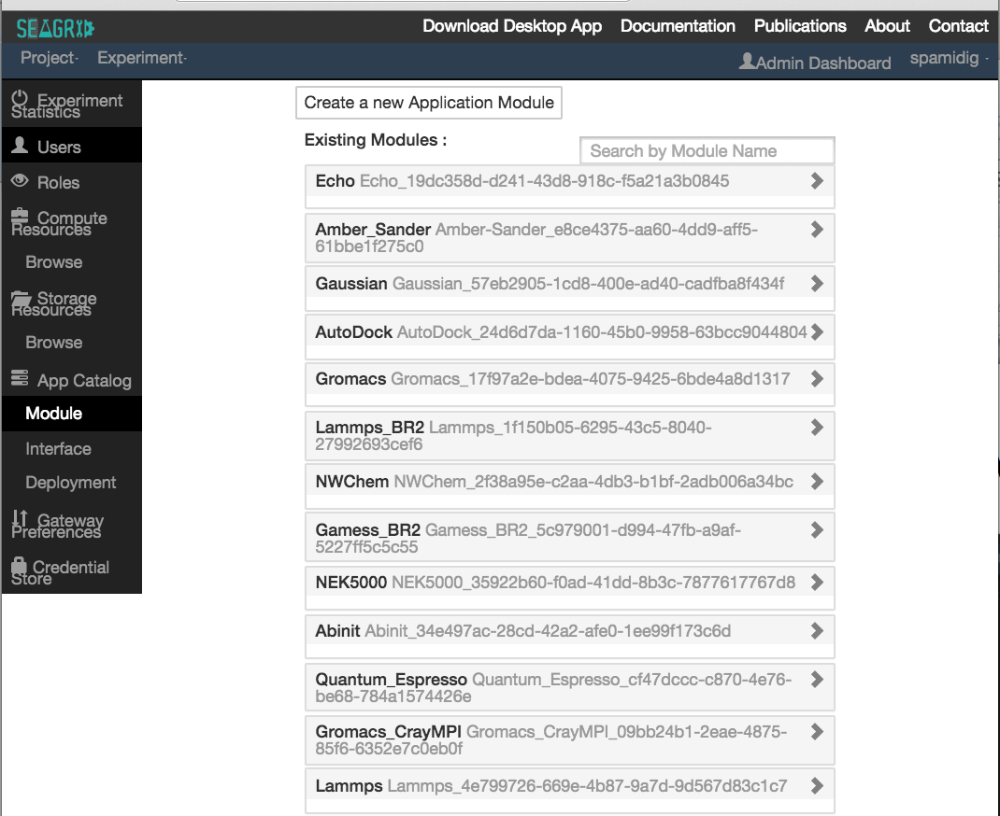 SEAGRID
Download Desktop App Documentation Publications About Contact
Project Experiment
Admin Dashboard spamidig
Experiment
Statistics
Users
Roles
Compute
Resources
Browse
Storage
Resources
Browse
App Catalog
Module
Interface
Deployment
Gateway
Preferences
Credential
Store
Create a new Application Module
Existing Modules :
Search by Module Name
Echo Echo_19dc358d-d241-43d8-918c-f5a21a3b0845
Amber_Sander Amber-Sander_e8ce4375-aa60-4dd9-aff5-
61bbe1f275c0
Gaussian Gaussian_57eb2905-1cd8-400e-ad40-cadfba8f434f
AutoDock AutoDock_24d6d7da-1160-45b0-9958-63bcc9044804
Gromacs Gromacs_17f97a2e-bdea-4075-9425-6bde4a8d1317
Lammps_BR2 Lammps_1f150b05-6295-43c5-8040-
27992693cef6
NWChem NWChem_2f38a95e-c2aa-4db3-b1bf-2adb006a34bc
Gamess_BR2 Gamess_BR2_5c979001-d994-47fb-a9af-
5227ff5c5c55
NEK5000 NEK5000_35922b60-f0ad-41dd-8b3c-7877617767d8
Abinit Abinit_34e497ac-28cd-42a2-afe0-1ee99f173c6d
Quantum_Espresso Quantum_Espresso_cf47dccc-c870-4e76-
be68-784a1574426e
Gromacs_CrayMPI Gromacs_CrayMPI_09bb24b1-2eae-4875-
85f6-6352e7c0eb0f
Lammps Lammps_4e799726-669e-4b87-9a7d-9d567d83c1c7